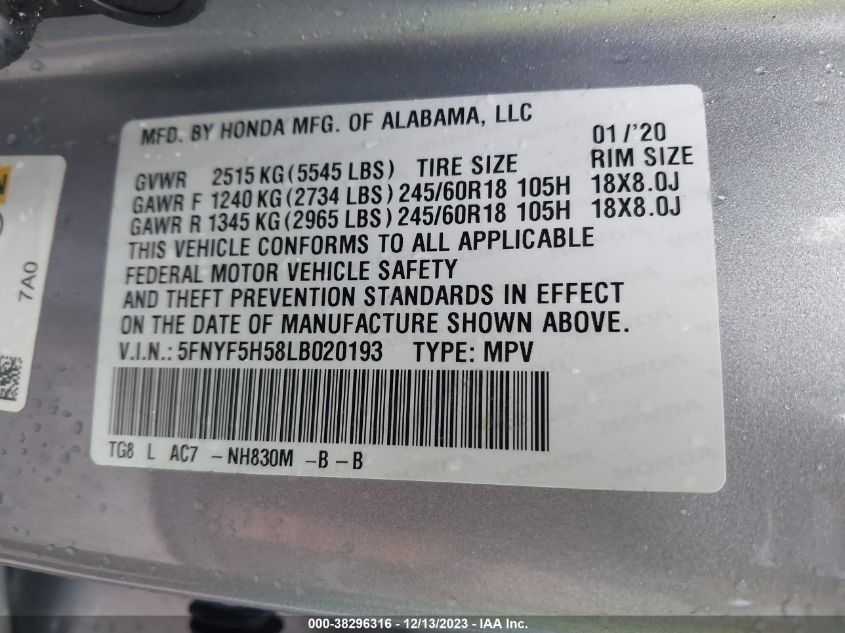 MFD. BY HONDA MFG. OF ALABAMA, LLC 01/'20
GVWR 2515 KG (5545 LBS) TIRE SIZE RIM SIZE
GAWR F 1240 KG (2734 LBS) 245/60R18 105H 18X8.0J
GAWR R 1345 KG (2965 LBS) 245/60R18 105H 18X8.0J
THIS VEHICLE CONFORMS TO ALL APPLICABLE
FEDERAL MOTOR VEHICLE SAFETY
AND THEFT PREVENTION STANDARDS IN EFFECT
ON THE DATE OF MANUFACTURE SHOWN ABOVE.
V.I.N.: 5FNYF5H58LB020193 TYPE: MPV
TG8 L AC7 -NH830M -B -B
7A0
000-38296316 - 12/13/2023 - IAA Inc.